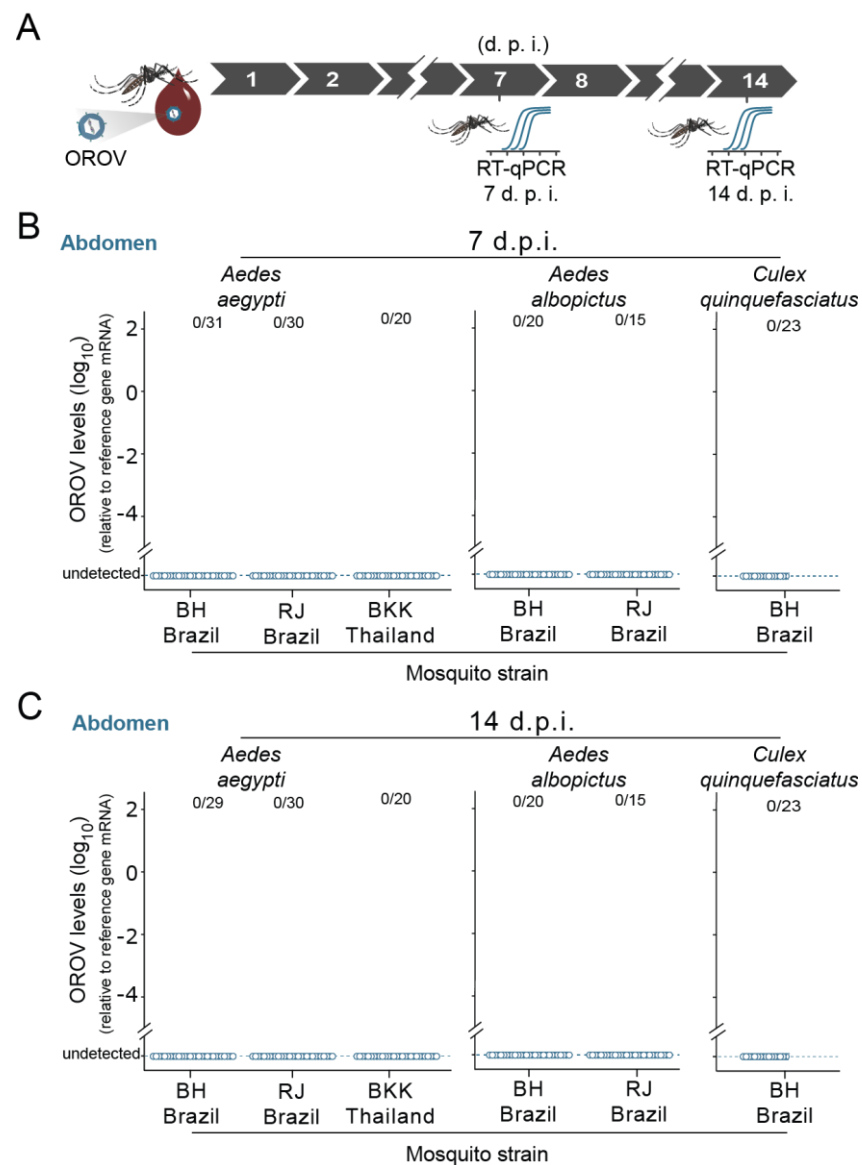 A
(d. p. i.)
1 2 7 8 14
OROV
RT-qPCR
7 d. p. i.
RT-qPCR
14 d. p. i.
B
Abdomen
7 d.p.i.
Aedes
aegypti
Aedes
albopictus
Culex
quinquefasciatus
0/31 0/30 0/20 0/20 0/15 0/23
OROV levels (log10)
(relative to reference gene mRNA)
2
0
-2
-4
undetected
BH
Brazil
RJ
Brazil
BKK
Thailand
BH
Brazil
RJ
Brazil
BH
Brazil
Mosquito strain
C
Abdomen
14 d.p.i.
Aedes
aegypti
Aedes
albopictus
Culex
quinquefasciatus
0/29 0/30 0/20 0/20 0/15 0/23
OROV levels (log10)
(relative to reference gene mRNA)
2
0
-2
-4
undetected
BH
Brazil
RJ
Brazil
BKK
Thailand
BH
Brazil
RJ
Brazil
BH
Brazil
Mosquito strain